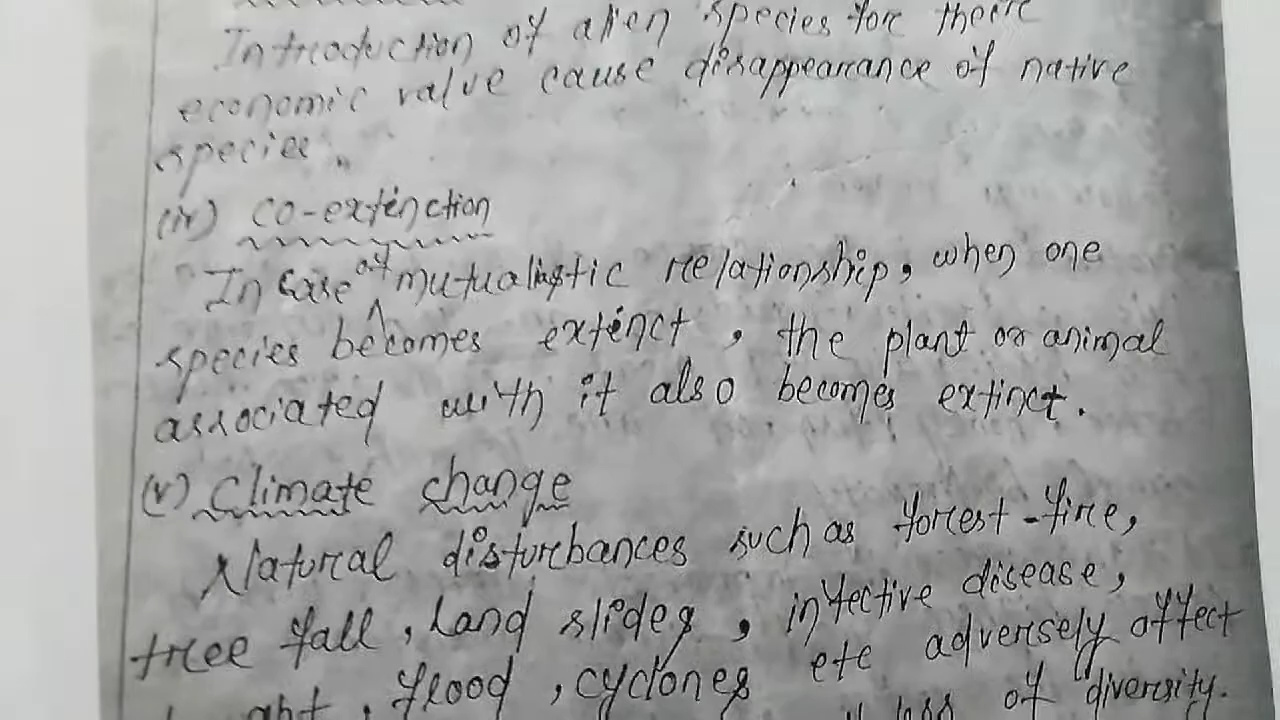 Introduction of alien species for there
economic value cause disappearance of native
species.
(iv) co-extinction
In case of mutualistic relationship, when one
species becomes extinct, the plant or animal
associated with it also becomes extinct.
(v) Climate change
Natural disturbances such as forest-fire,
tree fall, Land slides, infective disease,
flood, cyclones etc adversely affect
loss of diversity.